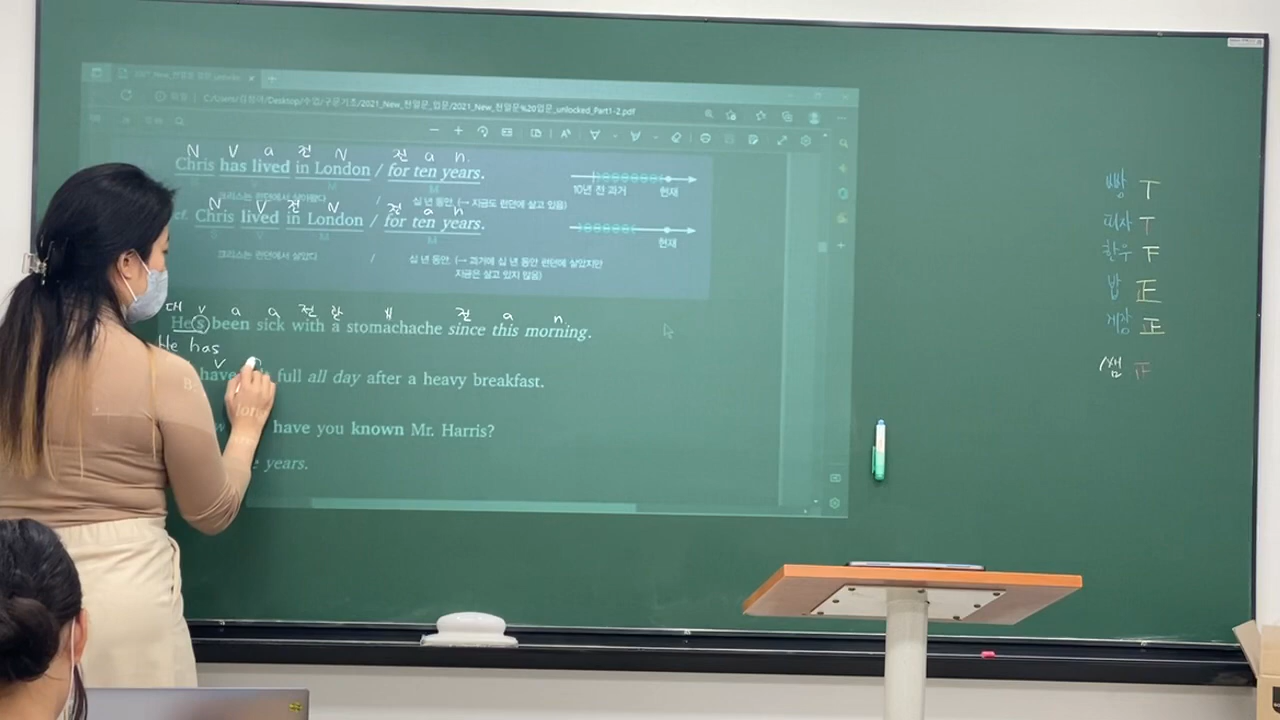 C:/Users/김정아/Desktop/수업/구문기초/2021_New_천일문_입문/2021_New_천일문%20입문_unlocked_Part1-2.pdf
N V a 전 N 전 a n.
Chris has lived in London / for ten years.
크리스는 런던에서 살아왔다 / 십 년 동안. (→ 지금도 런던에 살고 있음)
10년 전 과거 현재
N V 전 N 전 a n
cf. Chris lived in London / for ten years.
현재
크리스는 런던에서 살았다 / 십 년 동안. (→ 과거에 십 년 동안 런던에 살았지만
지금은 살고 있지 않음)
대 v a a 전 한 전 a n
He's been sick with a stomachache since this morning.
He has
v
have full all day after a heavy breakfast.
long have you known Mr. Harris?
years.
빵 T
피자 T
한우 下
밥 正
게장 正
쌤 正